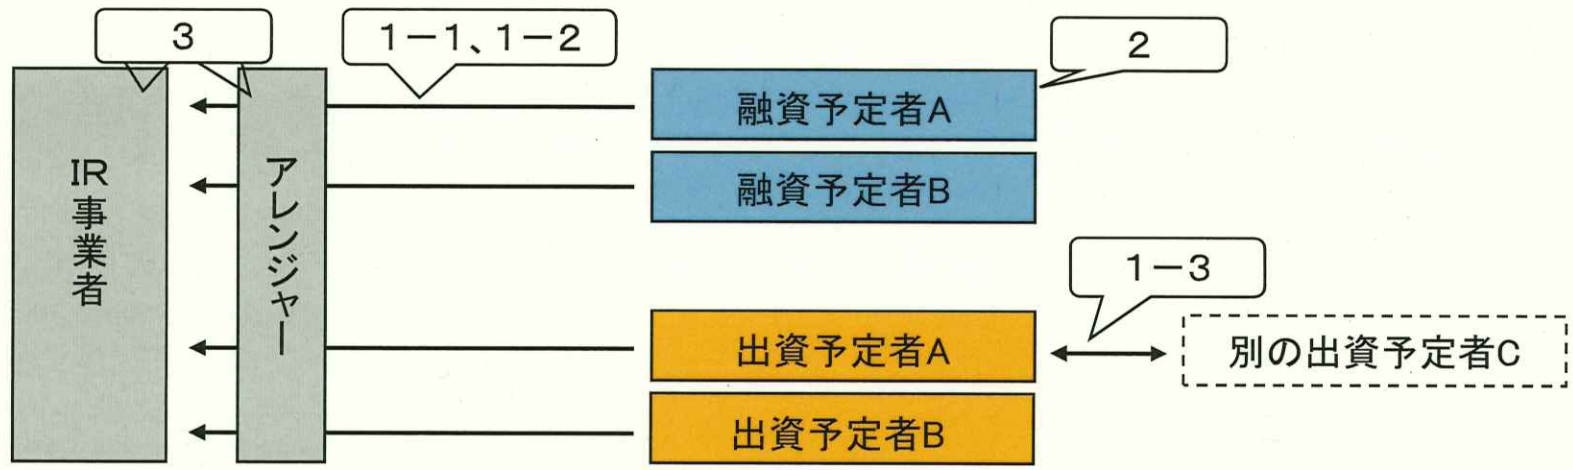 3
1-1、1-2
2
融資予定者A
融資予定者B
IR
事業者
アレンジャー
1-3
出資予定者A
別の出資予定者C
出資予定者B